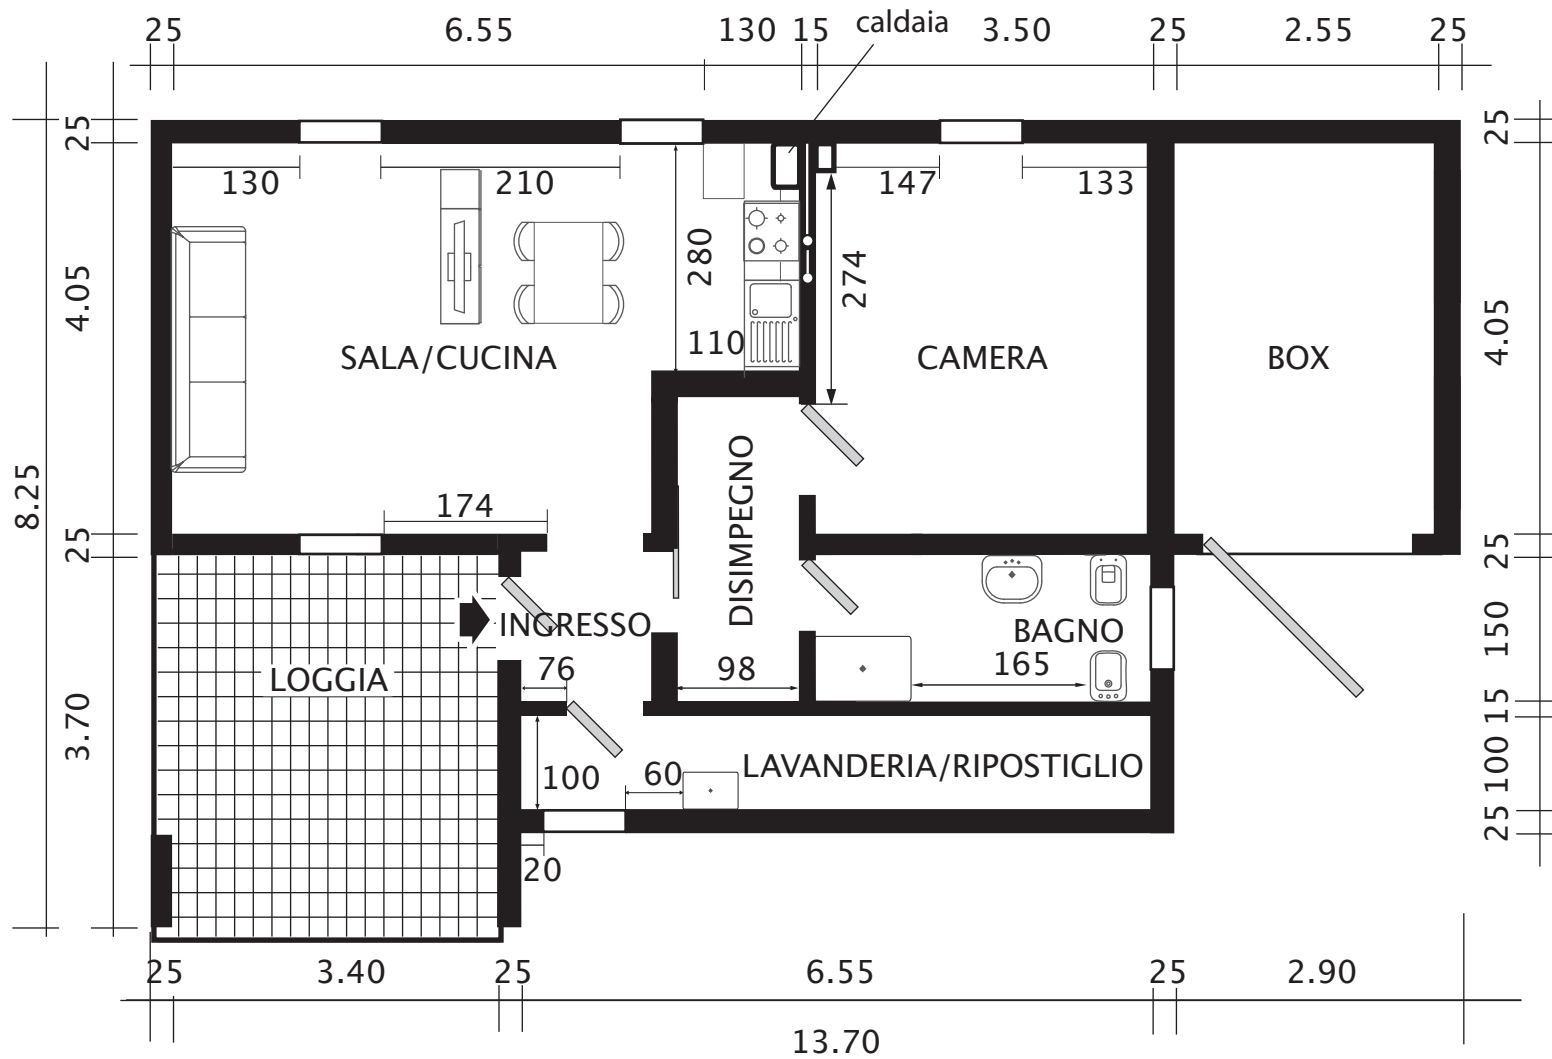 25 6.55 130 15 caldaia 3.50 25 2.55 25
25 25
130 210 147 133
280 274
4.05 4.05
110
SALA/CUCINA CAMERA BOX
8.25
174
DISIMPEGNO
25 25
INGRESSO BAGNO 150
LOGGIA 76 98 165
3.70 15
100 60 LAVANDERIA/RIPOSTIGLIO 100
25
20
25 3.40 25 6.55 25 2.90
13.70